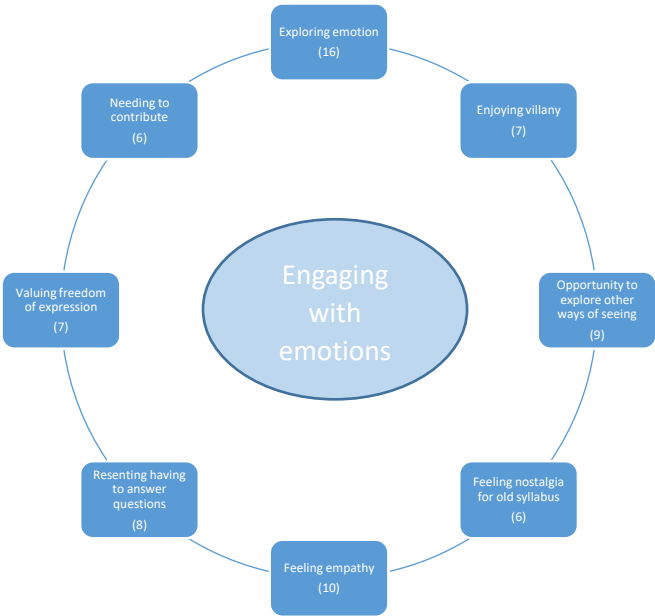 Exploring emotion
(16)
Enjoying villany
(7)
Opportunity to
explore other
ways of seeing
(9)
Feeling nostalgia
for old syllabus
(6)
Feeling empathy
(10)
Resenting having
to answer
questions
(8)
Valuing freedom
of expression
(7)
Needing to
contribute
(6)
Engaging
with
emotions